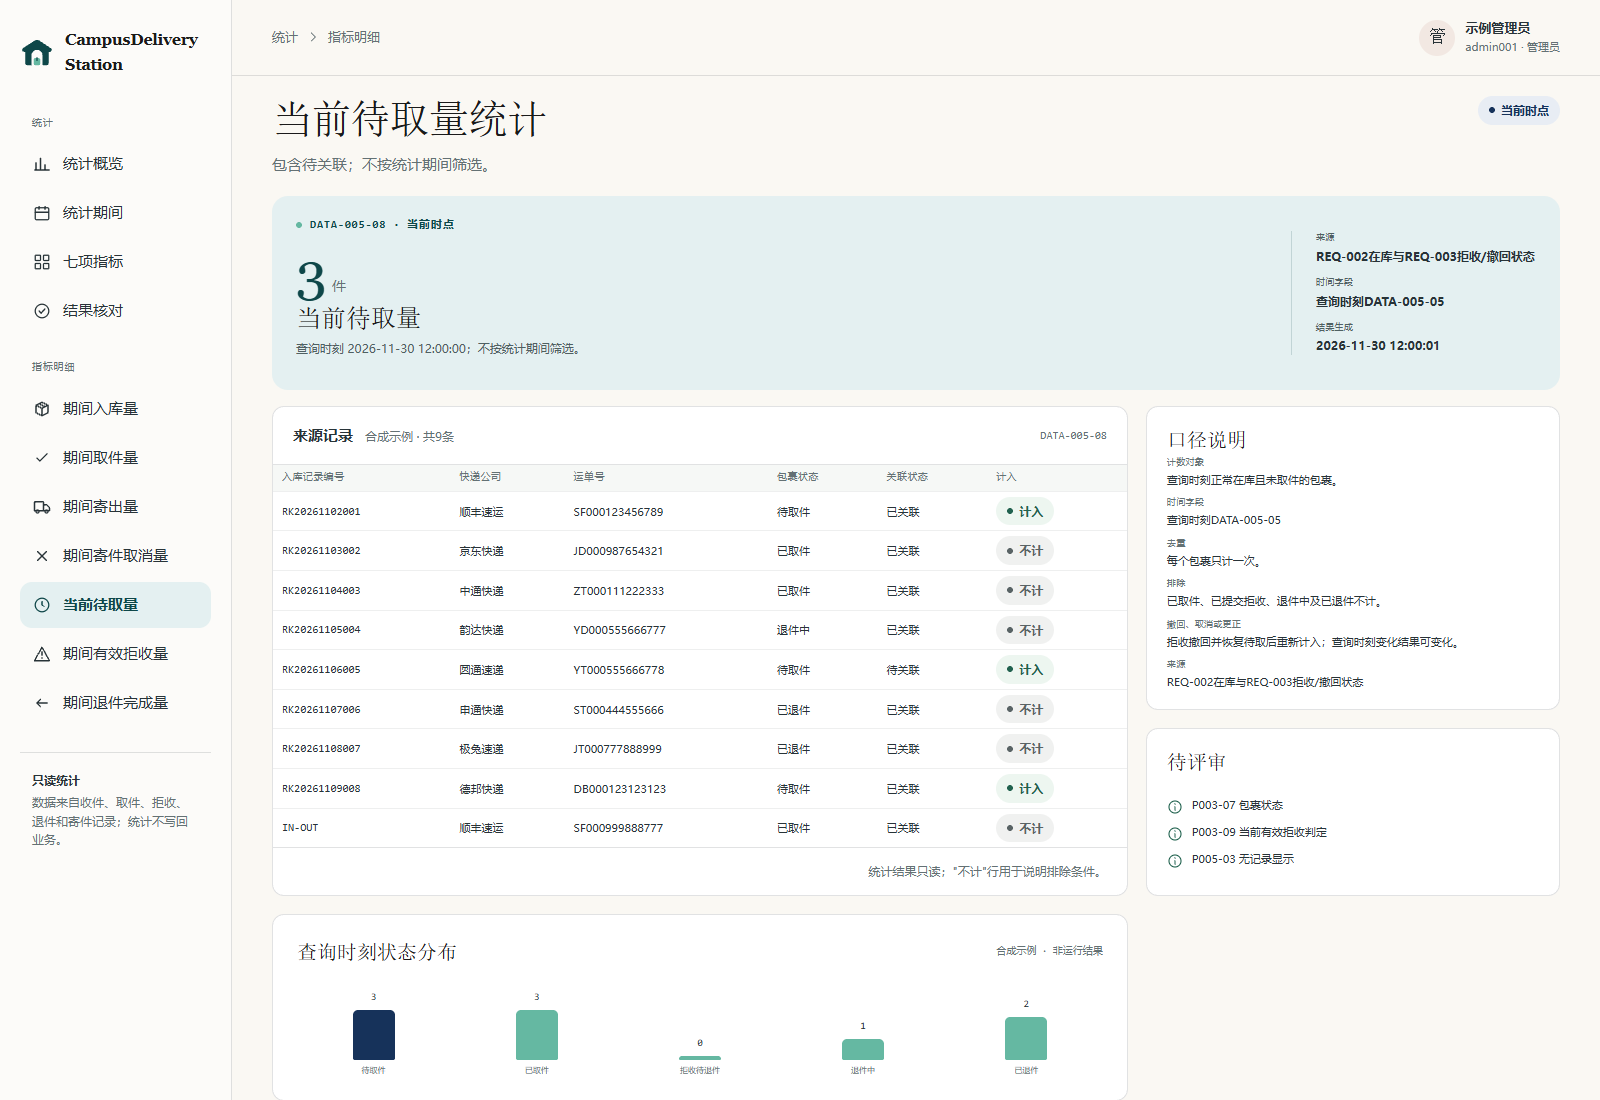 CampusDelivery
Station
统计
统计概览
统计期间
七项指标
结果核对
指标明细
期间入库量
期间取件量
期间寄出量
期间寄件取消量
当前待取量
期间有效拒收量
期间退件完成量
只读统计
数据来自收件、取件、拒收、
退件和寄件记录；统计不写回
业务。
统计 > 指标明细
管
示例管理员
admin001 · 管理员
当前待取量统计
当前时点
包含待关联；不按统计期间筛选。
DATA-005-08 · 当前时点
3 件
当前待取量
查询时刻 2026-11-30 12:00:00；不按统计期间筛选。
来源
REQ-002在库与REQ-003拒收/撤回状态
时间字段
查询时刻DATA-005-05
结果生成
2026-11-30 12:00:01
来源记录 合成示例 · 共9条 DATA-005-08
入库记录编号 快递公司 运单号 包裹状态 关联状态 计入
RK20261102001 顺丰速运 SF000123456789 待取件 已关联 计入
RK20261103002 京东快递 JD000987654321 已取件 已关联 不计
RK20261104003 中通快递 ZT000111222333 已取件 已关联 不计
RK20261105004 韵达快递 YD000555666777 退件中 已关联 不计
RK20261106005 圆通速递 YT000555666778 待取件 待关联 计入
RK20261107006 申通快递 ST000444555666 已退件 已关联 不计
RK20261108007 极兔速递 JT000777888999 已退件 已关联 不计
RK20261109008 德邦快递 DB000123123123 待取件 已关联 计入
IN-OUT 顺丰速运 SF000999888777 已取件 已关联 不计
统计结果只读；"不计"行用于说明排除条件。
口径说明
计数对象
查询时刻正常在库且未取件的包裹。
时间字段
查询时刻DATA-005-05
去重
每个包裹只计一次。
排除
已取件、已提交拒收、退件中及已退件不计。
撤回、取消或更正
拒收撤回并恢复待取后重新计入；查询时刻变化结果可变化。
来源
REQ-002在库与REQ-003拒收/撤回状态
待评审
P003-07 包裹状态
P003-09 当前有效拒收判定
P005-03 无记录显示
查询时刻状态分布 合成示例 · 非运行结果
3 3 0 1 2
待取件 已取件 拒收待退件 退件中 已退件